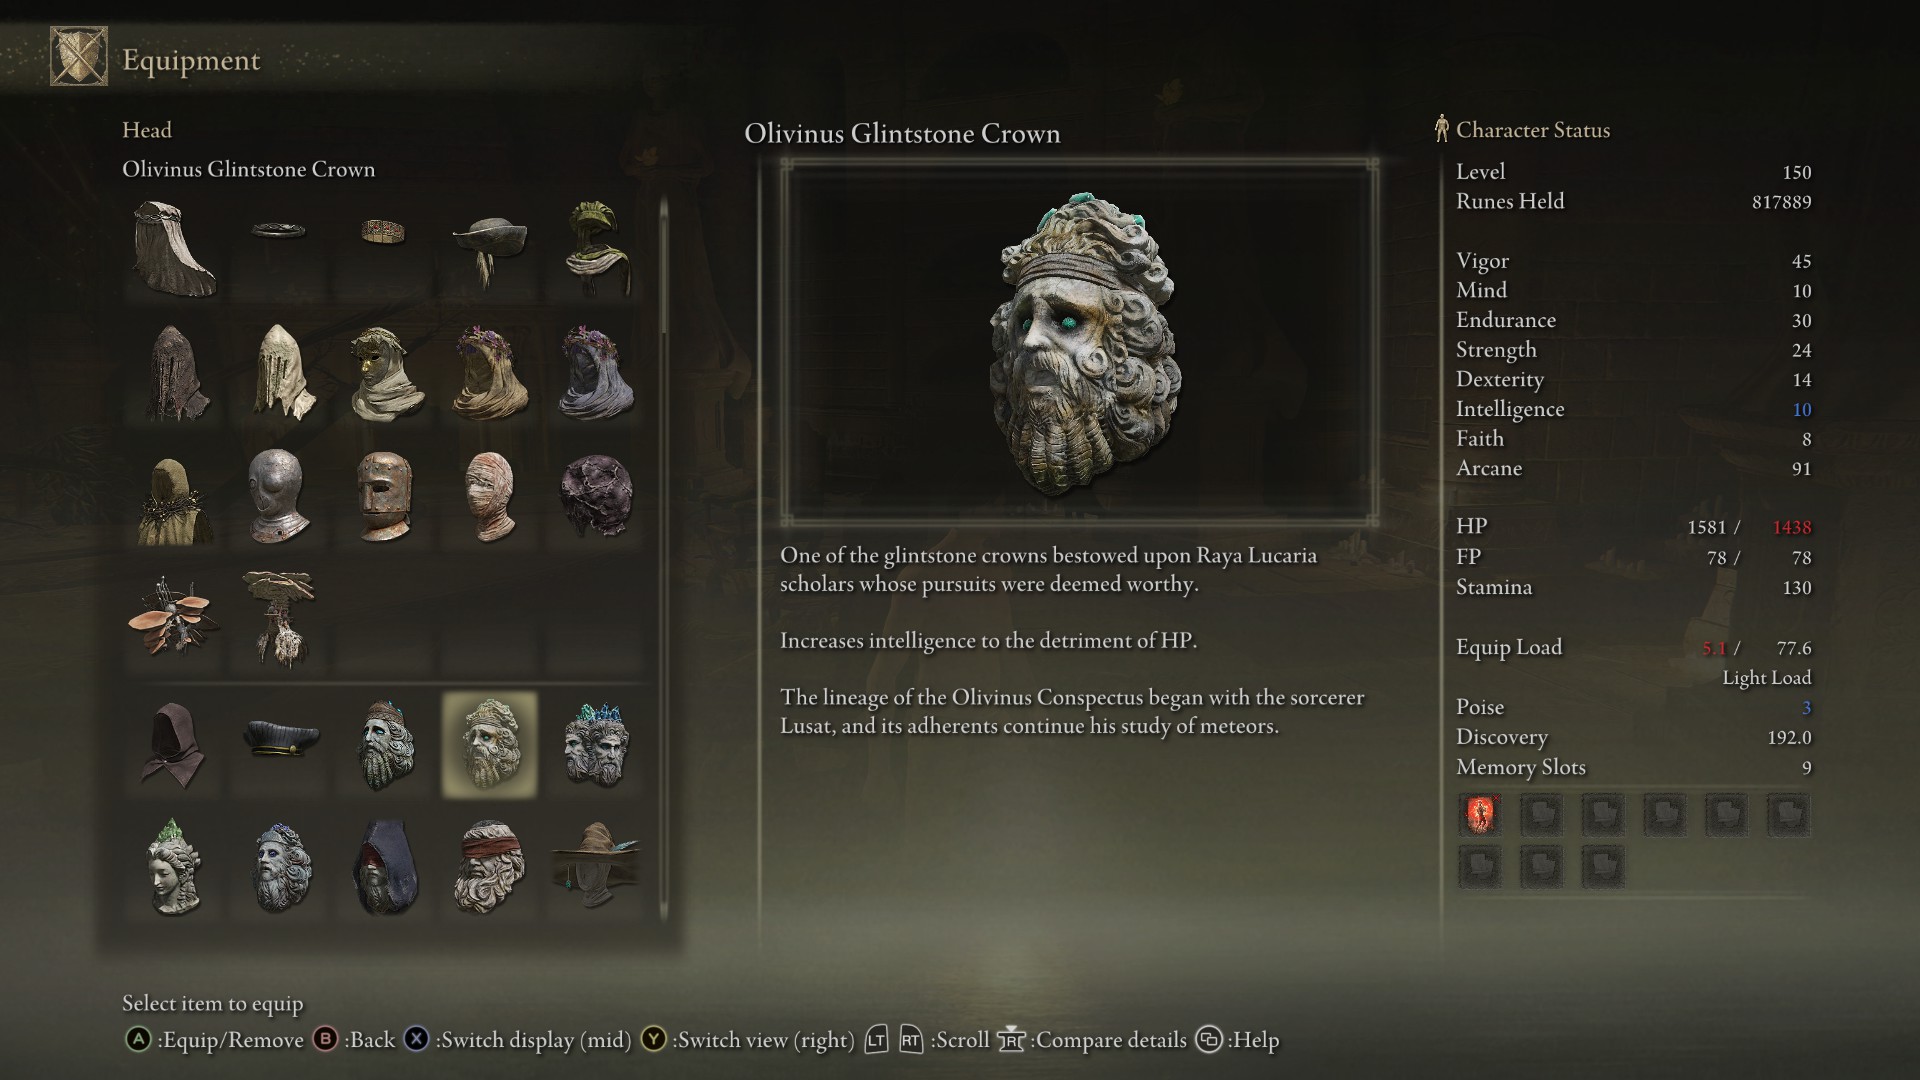 Equipment
Head
Olivinus Glintstone Crown
Olivinus Glintstone Crown
One of the glintstone crowns bestowed upon Raya Lucaria
scholars whose pursuits were deemed worthy.
Increases intelligence to the detriment of HP.
The lineage of the Olivinus Conspectus began with the sorcerer
Lusat, and its adherents continue his study of meteors.
Character Status
Level 150
Runes Held 817889
Vigor 45
Mind 10
Endurance 30
Strength 24
Dexterity 14
Intelligence 10
Faith 8
Arcane 91
HP 1581 / 1438
FP 78 / 78
Stamina 130
Equip Load 5.1 / 77.6
Light Load
Poise 3
Discovery 192.0
Memory Slots 9
Select item to equip
A :Equip/Remove B :Back X :Switch display (mid) Y :Switch view (right) LT RT :Scroll R :Compare details :Help